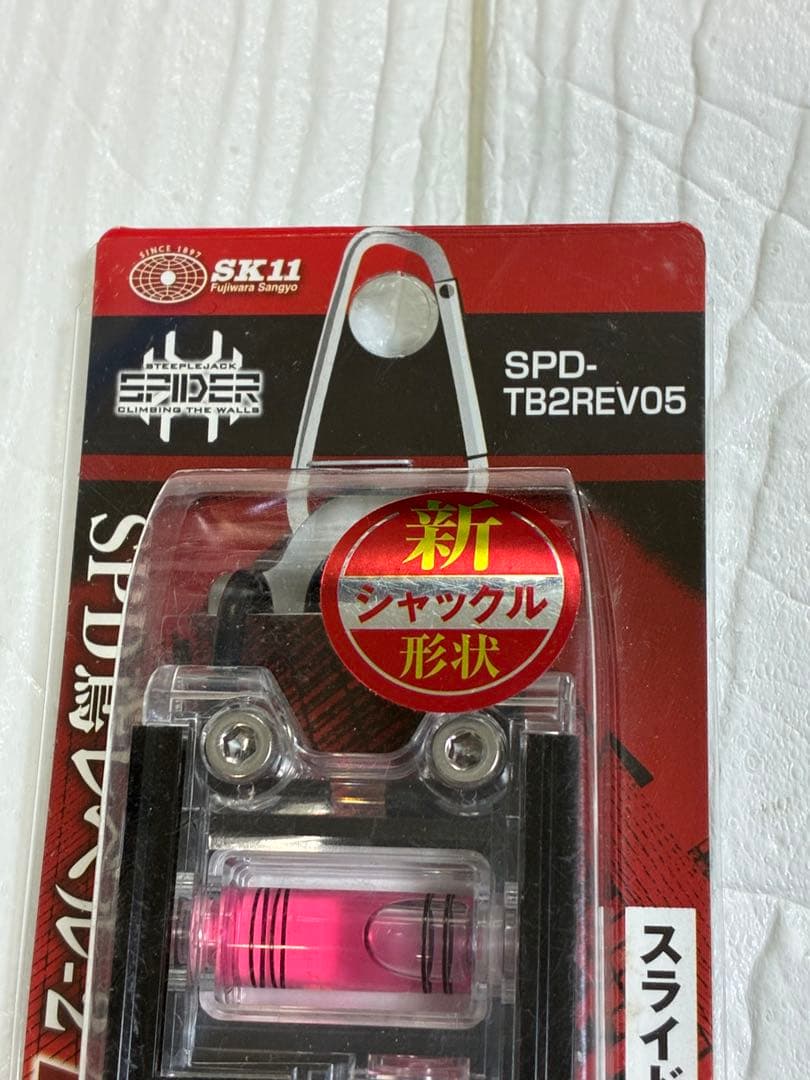 SINCE 1897
SK11
Fujiwara Sangyo
STEEPLEJACK
SPIDER
CLIMBING THE WALLS
SPD-
TB2REV05
新
シャックル
形状
スライド